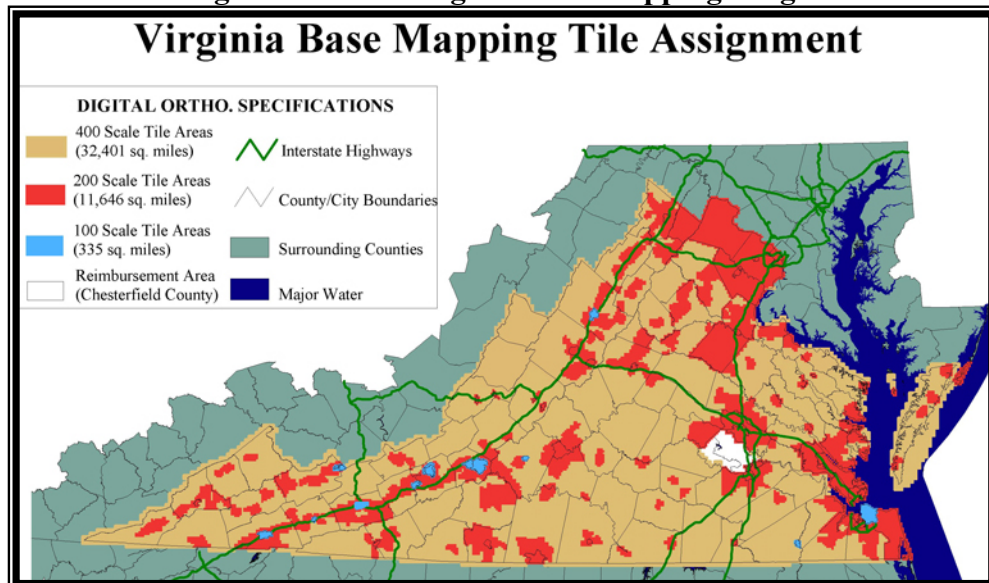 Virginia Base Mapping Tile Assignment
DIGITAL ORTHO. SPECIFICATIONS
400 Scale Tile Areas
(32,401 sq. miles)
Interstate Highways
200 Scale Tile Areas
(11,646 sq. miles)
County/City Boundaries
100 Scale Tile Areas
(335 sq. miles)
Surrounding Counties
Reimbursement Area
(Chesterfield County)
Major Water